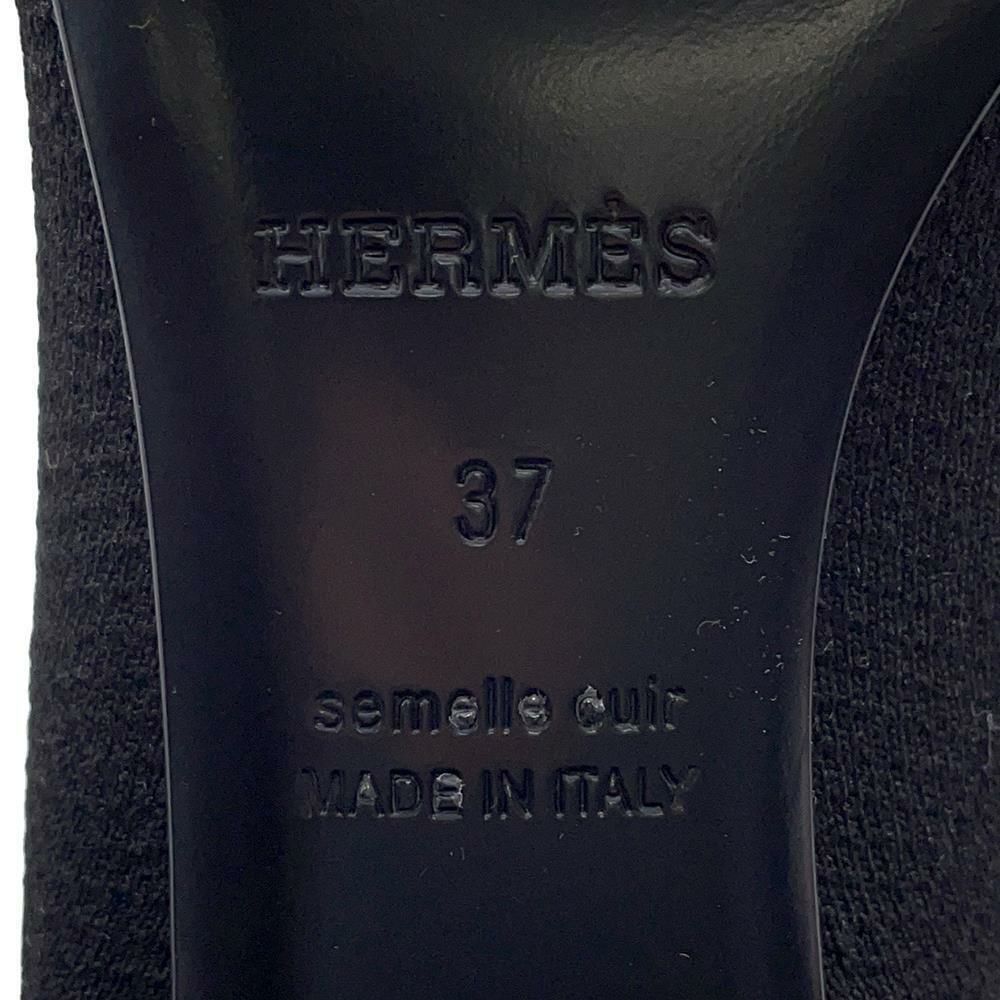 HERMÈS
37
semelle cuir
MADE IN ITALY